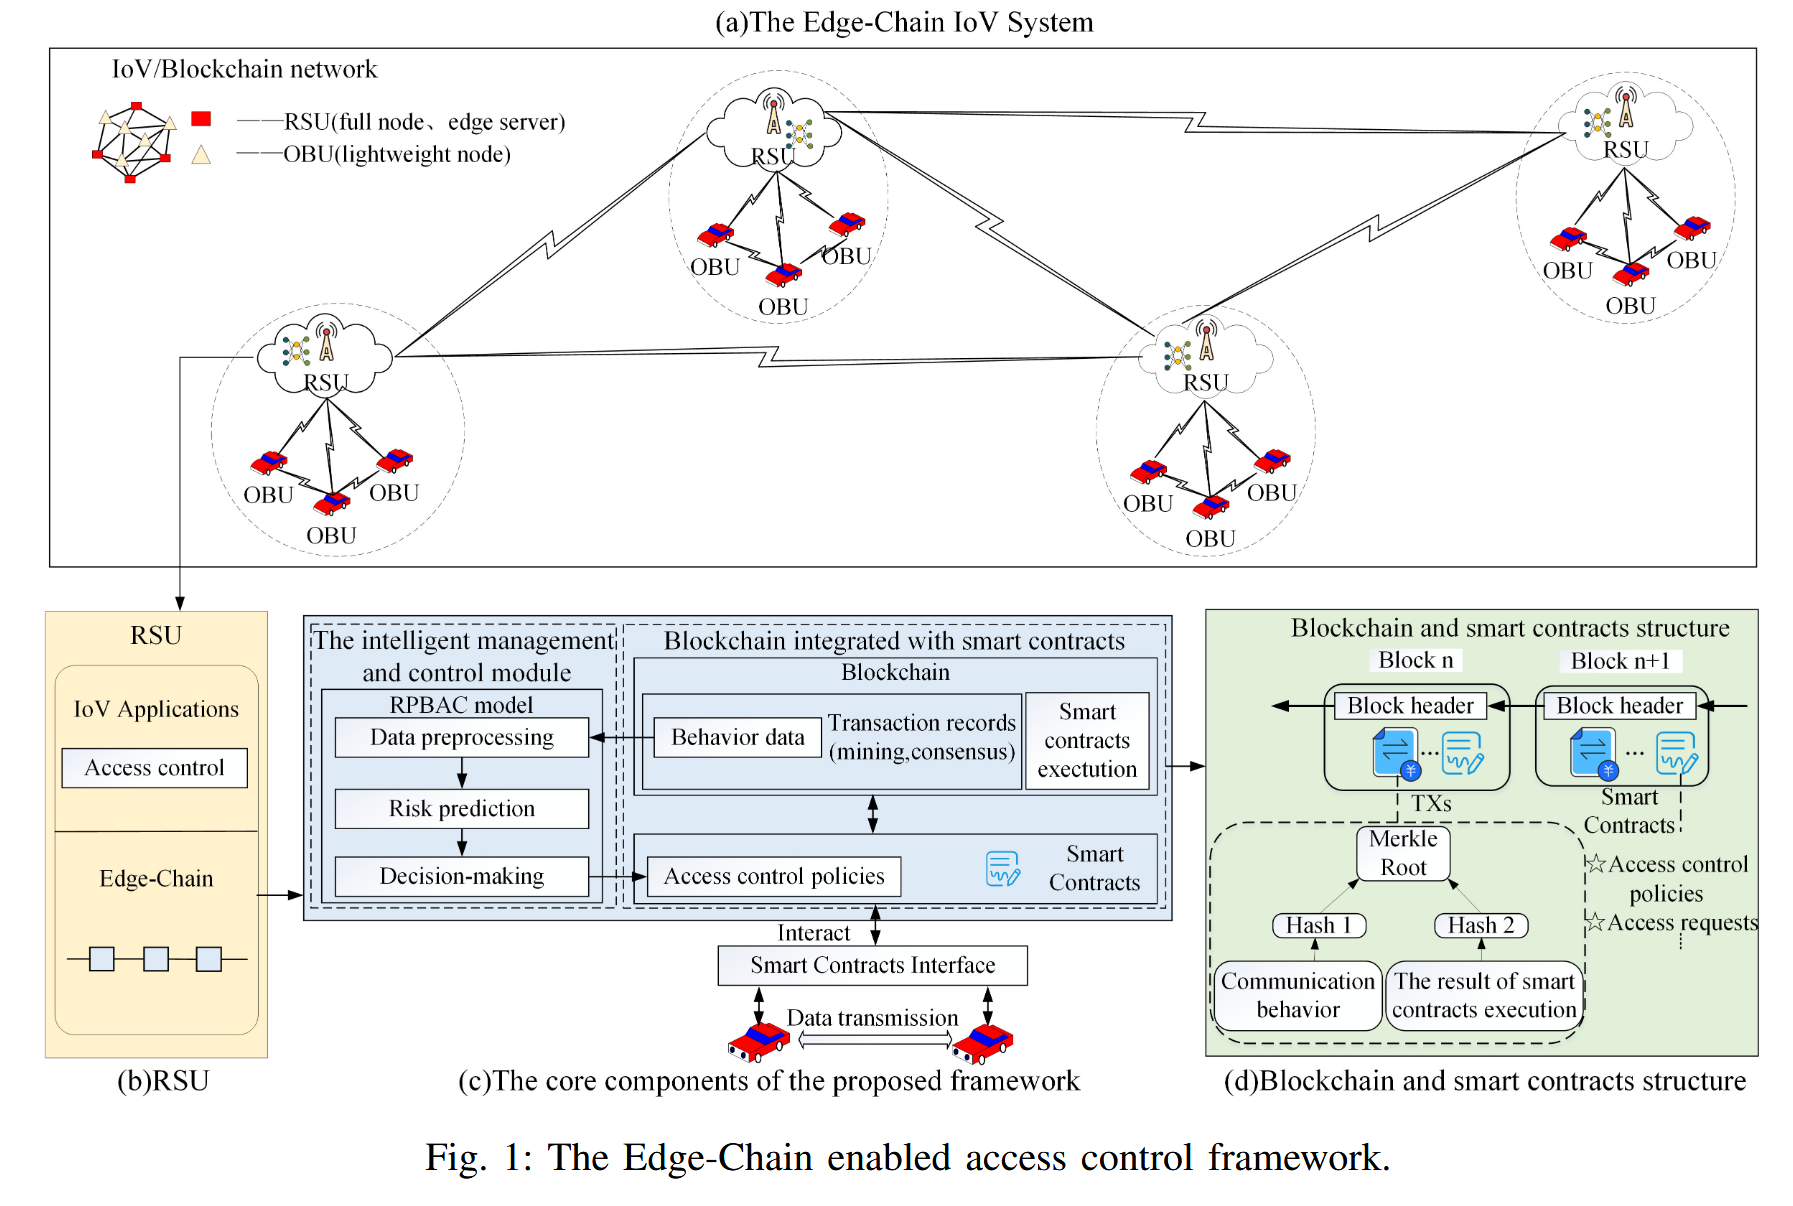 (a)The Edge-Chain IoV System
IoV/Blockchain network
RSU(full node、edge server)
OBU(lightweight node)
RSU
OBU
OBU
OBU
RSU
OBU
OBU
OBU
RSU
OBU
OBU
OBU
RSU
OBU
OBU
OBU
RSU
IoV Applications
Access control
Edge-Chain
(b)RSU
The intelligent management
and control module
RPBAC model
Data preprocessing
Risk prediction
Decision-making
Blockchain integrated with smart contracts
Blockchain
Behavior data
Transaction records
(mining,consensus)
Smart
contracts
exectution
Access control policies
Smart
Contracts
Interact
Smart Contracts Interface
Data transmission
(c)The core components of the proposed framework
Blockchain and smart contracts structure
Block n
Block n+1
Block header
Block header
¥
...
¥
...
TXs
Smart
Contracts
Merkle
Root
Hash 1
Hash 2
Communication
behavior
The result of smart
contracts execution
☆Access control
policies
☆Access requests
(d)Blockchain and smart contracts structure
Fig. 1: The Edge-Chain enabled access control framework.